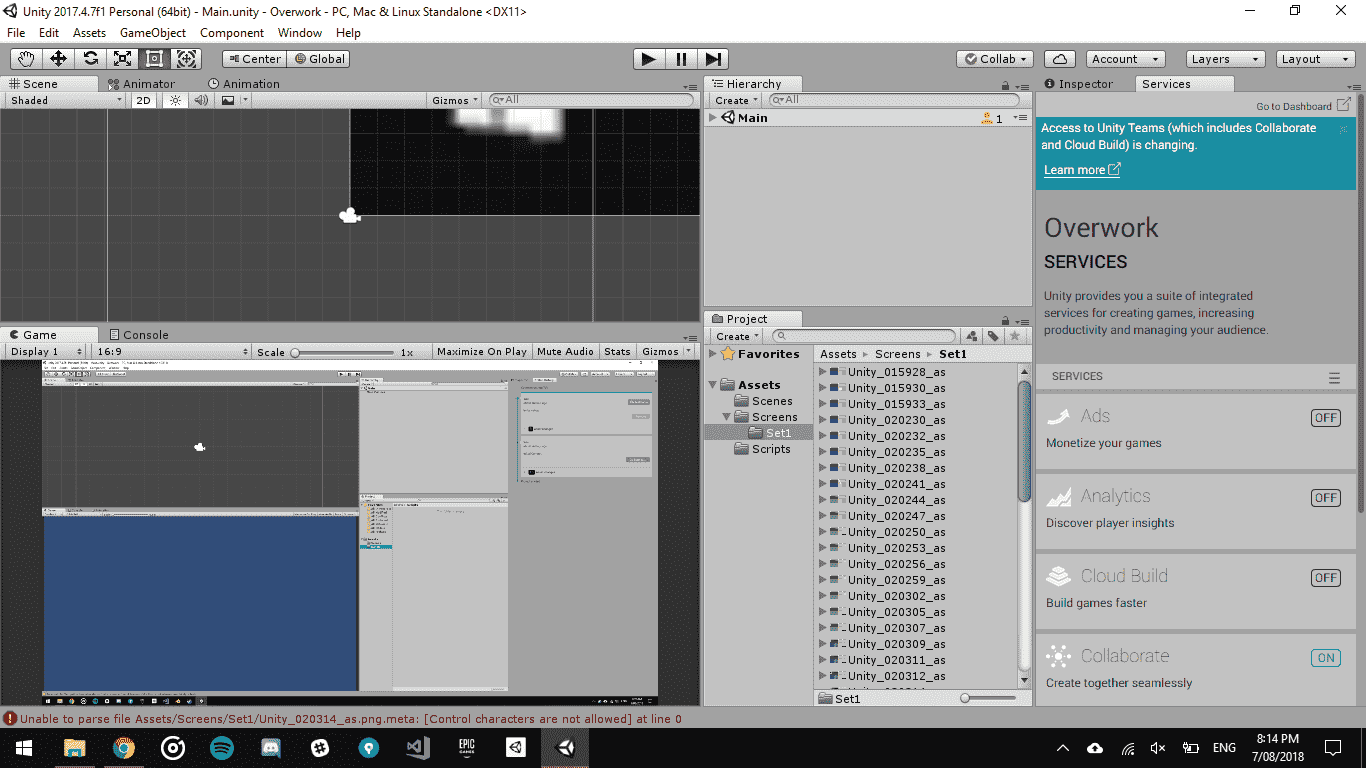 Unity 2017.4.7f1 Personal (64bit) - Main.unity - Overwork - PC, Mac & Linux Standalone <DX11>
File Edit Assets GameObject Component Window Help
Center Global Collab Account Layers Layout
Scene Animator Animation
Shaded 2D Gizmos All
Hierarchy
Create All
Main 1
Inspector Services
Go to Dashboard
Access to Unity Teams (which includes Collaborate
and Cloud Build) is changing.
Learn more
Overwork
SERVICES
Unity provides you a suite of integrated
services for creating games, increasing
productivity and managing your audience.
SERVICES
Ads OFF
Monetize your games
Analytics OFF
Discover player insights
Cloud Build OFF
Build games faster
Collaborate ON
Create together seamlessly
Game Console
Display 1 16:9 Scale 1x Maximize On Play Mute Audio Stats Gizmos
Project
Create
Favorites
Assets
Scenes
Screens
Set1
Scripts
Assets Screens Set1
Unity_015928_as
Unity_015930_as
Unity_015933_as
Unity_020230_as
Unity_020232_as
Unity_020235_as
Unity_020238_as
Unity_020241_as
Unity_020244_as
Unity_020247_as
Unity_020250_as
Unity_020253_as
Unity_020256_as
Unity_020259_as
Unity_020302_as
Unity_020305_as
Unity_020307_as
Unity_020309_as
Unity_020311_as
Unity_020312_as
Set1
Unable to parse file Assets/Screens/Set1/Unity_020314_as.png.meta: [Control characters are not allowed] at line 0
EPIC
GAMES
ENG
8:14 PM
7/08/2018